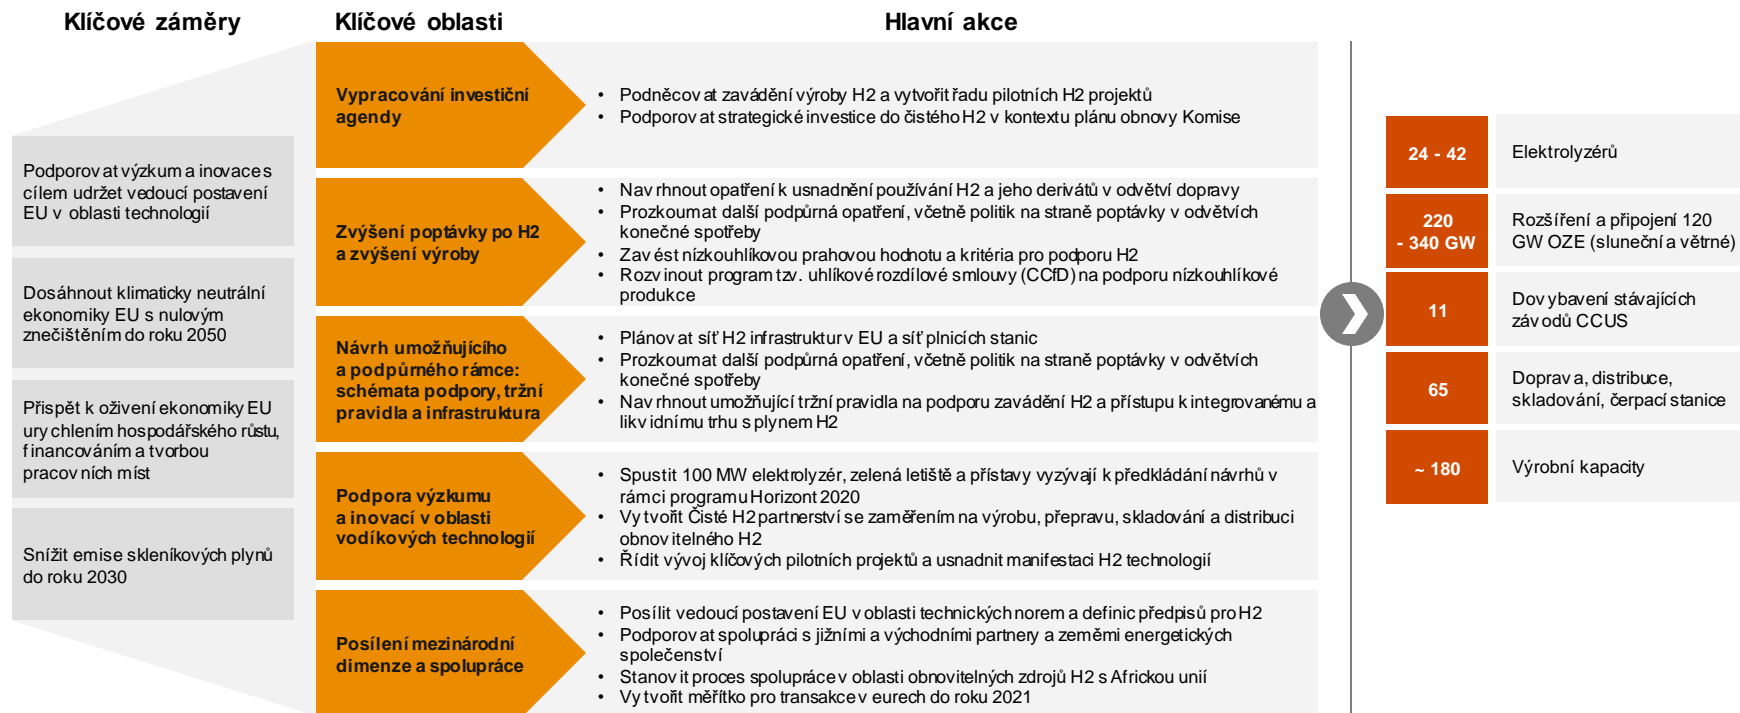 Klíčové záměry
Klíčové oblasti
Hlavní akce
Podporovat výzkum a inovace s
cílem udržet vedoucí postavení
EU v oblasti technologií
Dosáhnout klimaticky neutrální
ekonomiky EU s nulovým
znečištěním do roku 2050
Přispět k oživení ekonomiky EU
urychlením hospodářského růstu,
financováním a tvorbou
pracovních míst
Snížit emise skleníkových plynů
do roku 2030
Vypracování investiční
agendy
• Podněcovat zavádění výroby H2 a vytvořit řadu pilotních H2 projektů
• Podporovat strategické investice do čistého H2 v kontextu plánu obnovy Komise
Zvýšení poptávky po H2
a zvýšení výroby
• Navrhnout opatření k usnadnění používání H2 a jeho derivátů v odvětví dopravy
• Prozkoumat další podpůrná opatření, včetně politik na straně poptávky v odvětvích
konečné spotřeby
• Zavést nízkouhlíkovou prahovou hodnotu a kritéria pro podporu H2
• Rozvinout program tzv. uhlíkové rozdílové smlouvy (CCfD) na podporu nízkouhlíkové
produkce
Návrh umožňujícího
a podpůrného rámce:
schémata podpory, tržní
pravidla a infrastruktura
• Plánovat síť H2 infrastruktur v EU a síť plnicích stanic
• Prozkoumat další podpůrná opatření, včetně politik na straně poptávky v odvětvích
konečné spotřeby
• Navrhnout umožňující tržní pravidla na podporu zavádění H2 a přístupu k integrovanému a
likvidnímu trhu s plynem H2
Podpora výzkumu
a inovací v oblasti
vodíkových technologií
• Spustit 100 MW elektrolyzér, zelená letiště a přístavy vyzývají k předkládání návrhů v
rámci programu Horizont 2020
• Vytvořit Čisté H2 partnerství se zaměřením na výrobu, přepravu, skladování a distribuci
obnovitelného H2
• Řídit vývoj klíčových pilotních projektů a usnadnit manifestaci H2 technologií
Posílení mezinárodní
dimenze a spolupráce
• Posílit vedoucí postavení EU v oblasti technických norem a definic předpisů pro H2
• Podporovat spolupráci s jižními a východními partnery a zeměmi energetických
společenství
• Stanovit proces spolupráce v oblasti obnovitelných zdrojů H2 s Africkou unií
• Vytvořit měřítko pro transakce v eurech do roku 2021
24 - 42
Elektrolyzérů
220
- 340 GW
Rozšíření a připojení 120
GW OZE (sluneční a větrné)
11
Dovybavení stávajících
závodů CCUS
65
Doprava, distribuce,
skladování, čerpací stanice
~ 180
Výrobní kapacity